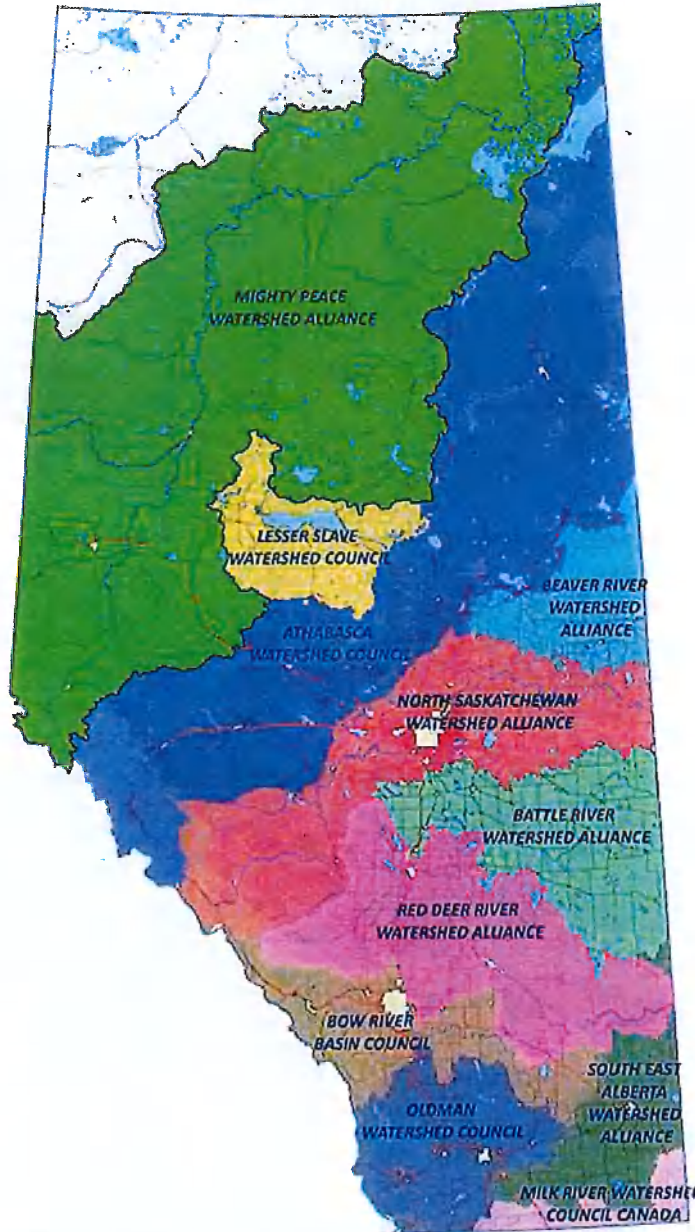 MIGHTY PEACE
WATERSHED ALLIANCE
LESSER SLAVE
WATERSHED COUNCIL
BEAVER RIVER
WATERSHED
ALLIANCE
ATHABASCA
WATERSHED COUNCIL
NORTH SASKATCHEWAN
WATERSHED ALLIANCE
BATTLE RIVER
WATERSHED ALLIANCE
RED DEER RIVER
WATERSHED ALLIANCE
BOW RIVER
BASIN COUNCIL
SOUTH EAST
ALBERTA
WATERSHED
ALLIANCE
OLDMAN
WATERSHED COUNCIL
MILK RIVER WATERSHED
COUNCIL CANADA